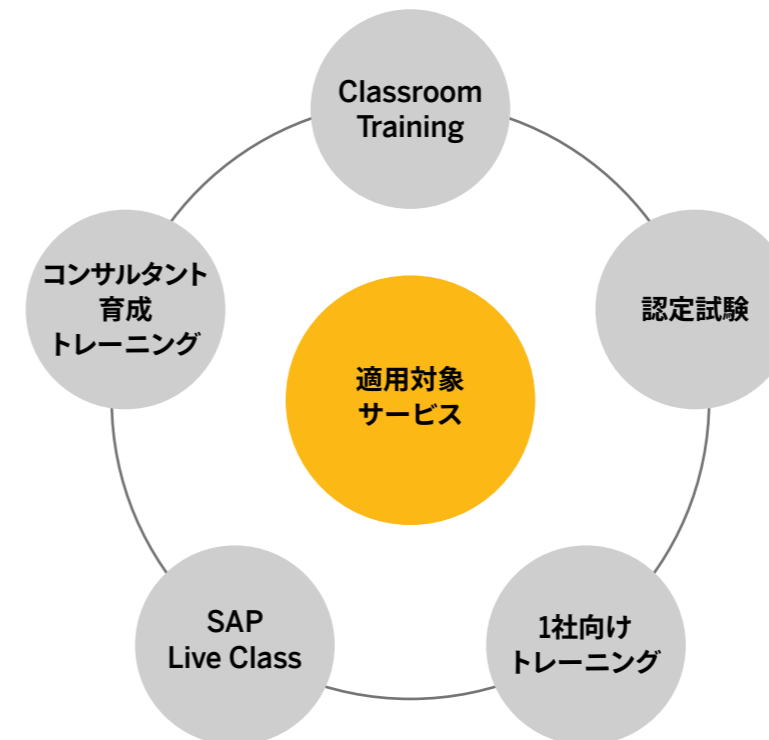 Classroom
Training
コンサルタント
育成
トレーニング
認定試験
適用対象
サービス
SAP
Live Class
1社向け
トレーニング